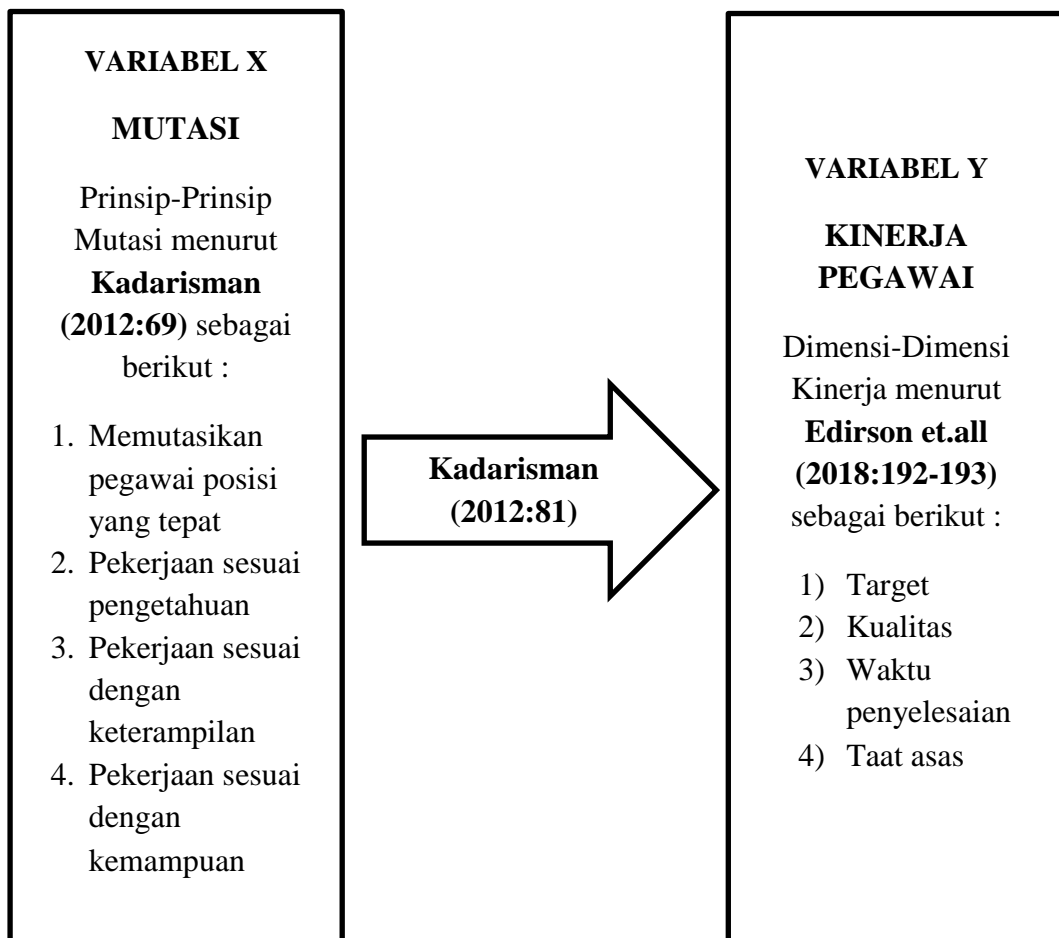 VARIABEL X
MUTASI
Prinsip-Prinsip
Mutasi menurut
Kadarisman
(2012:69) sebagai
berikut :
1. Memutasikan
pegawai posisi
yang tepat
2. Pekerjaan sesuai
pengetahuan
3. Pekerjaan sesuai
dengan
keterampilan
4. Pekerjaan sesuai
dengan
kemampuan
Kadarisman
(2012:81)
VARIABEL Y
KINERJA
PEGAWAI
Dimensi-Dimensi
Kinerja menurut
Edirson et.all
(2018:192-193)
sebagai berikut :
1) Target
2) Kualitas
3) Waktu
penyelesaian
4) Taat asas